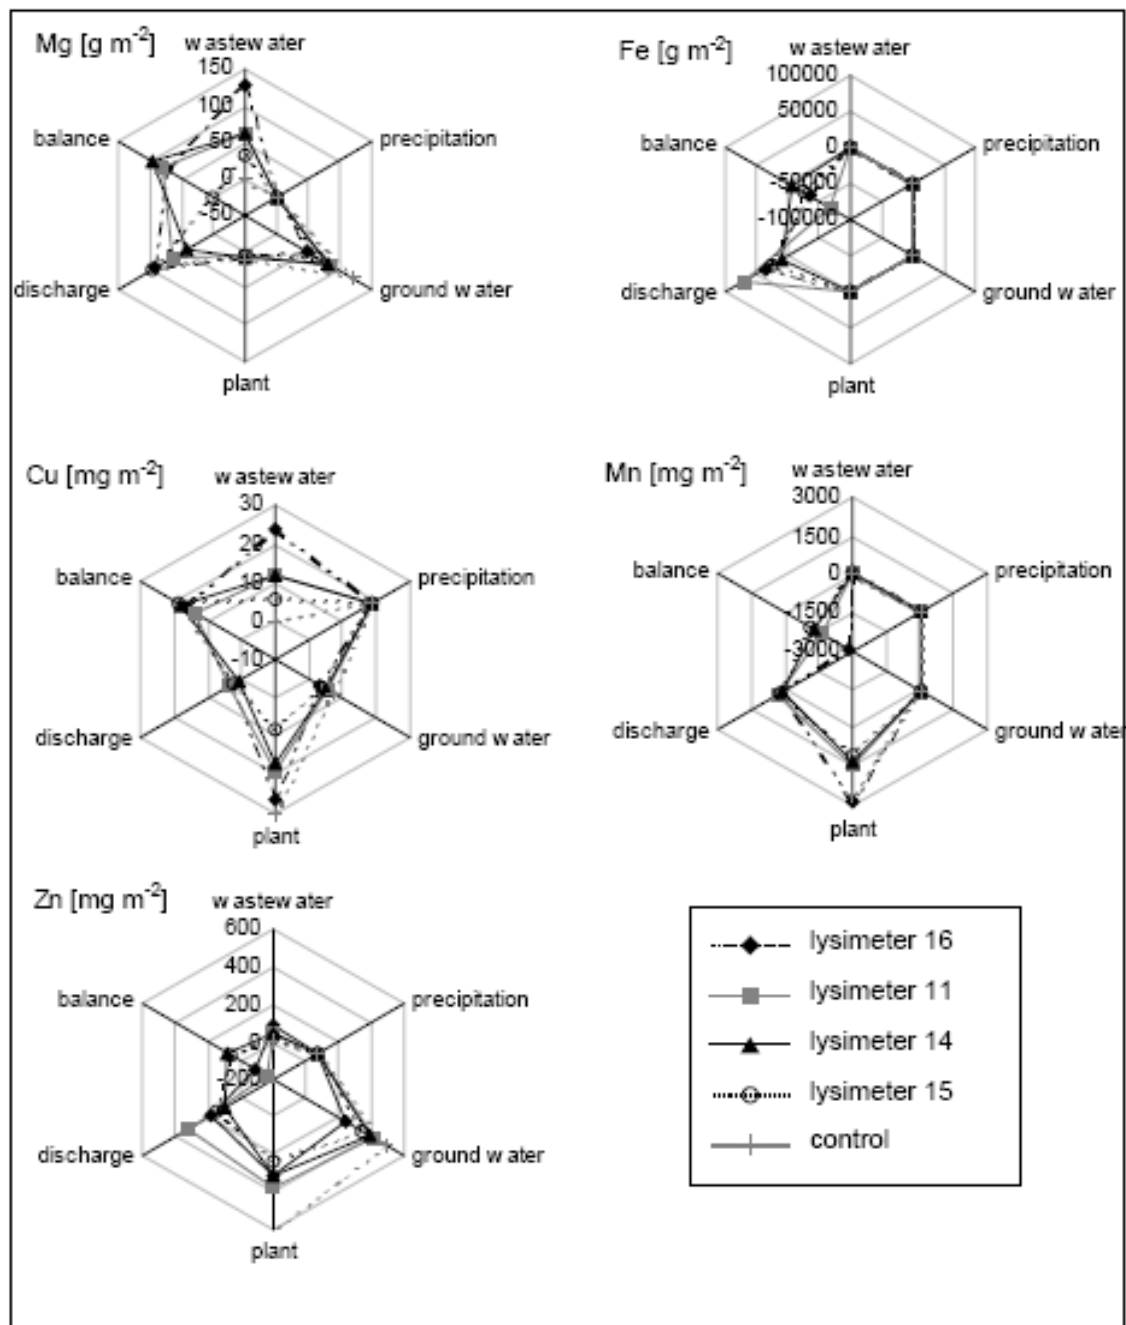 Mg [g m-2]
wastewater
150
100
50
0
-50
balance
precipitation
discharge
ground water
plant
Fe [g m-2]
wastewater
100000
50000
0
-50000
-100000
balance
precipitation
discharge
ground water
plant
Cu [mg m-2]
wastewater
30
20
10
0
-10
balance
precipitation
discharge
ground water
plant
Mn [mg m-2]
wastewater
3000
1500
0
-1500
-3000
balance
precipitation
discharge
ground water
plant
Zn [mg m-2]
wastewater
600
400
200
0
-200
balance
precipitation
discharge
ground water
plant
lysimeter 16
lysimeter 11
lysimeter 14
lysimeter 15
control